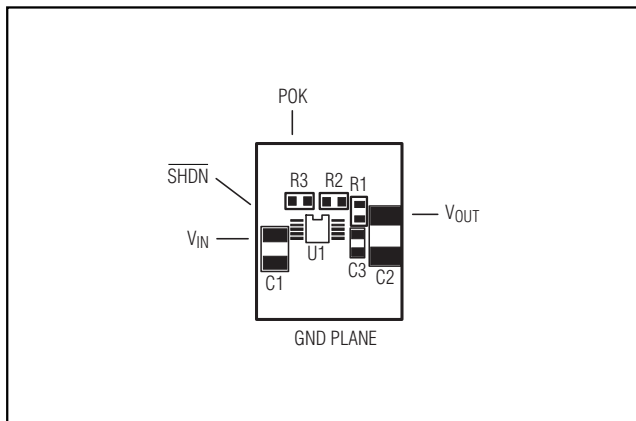 POK
SHDN
R3 R2 R1
VIN
VOUT
U1
C1
C3 C2
GND PLANE